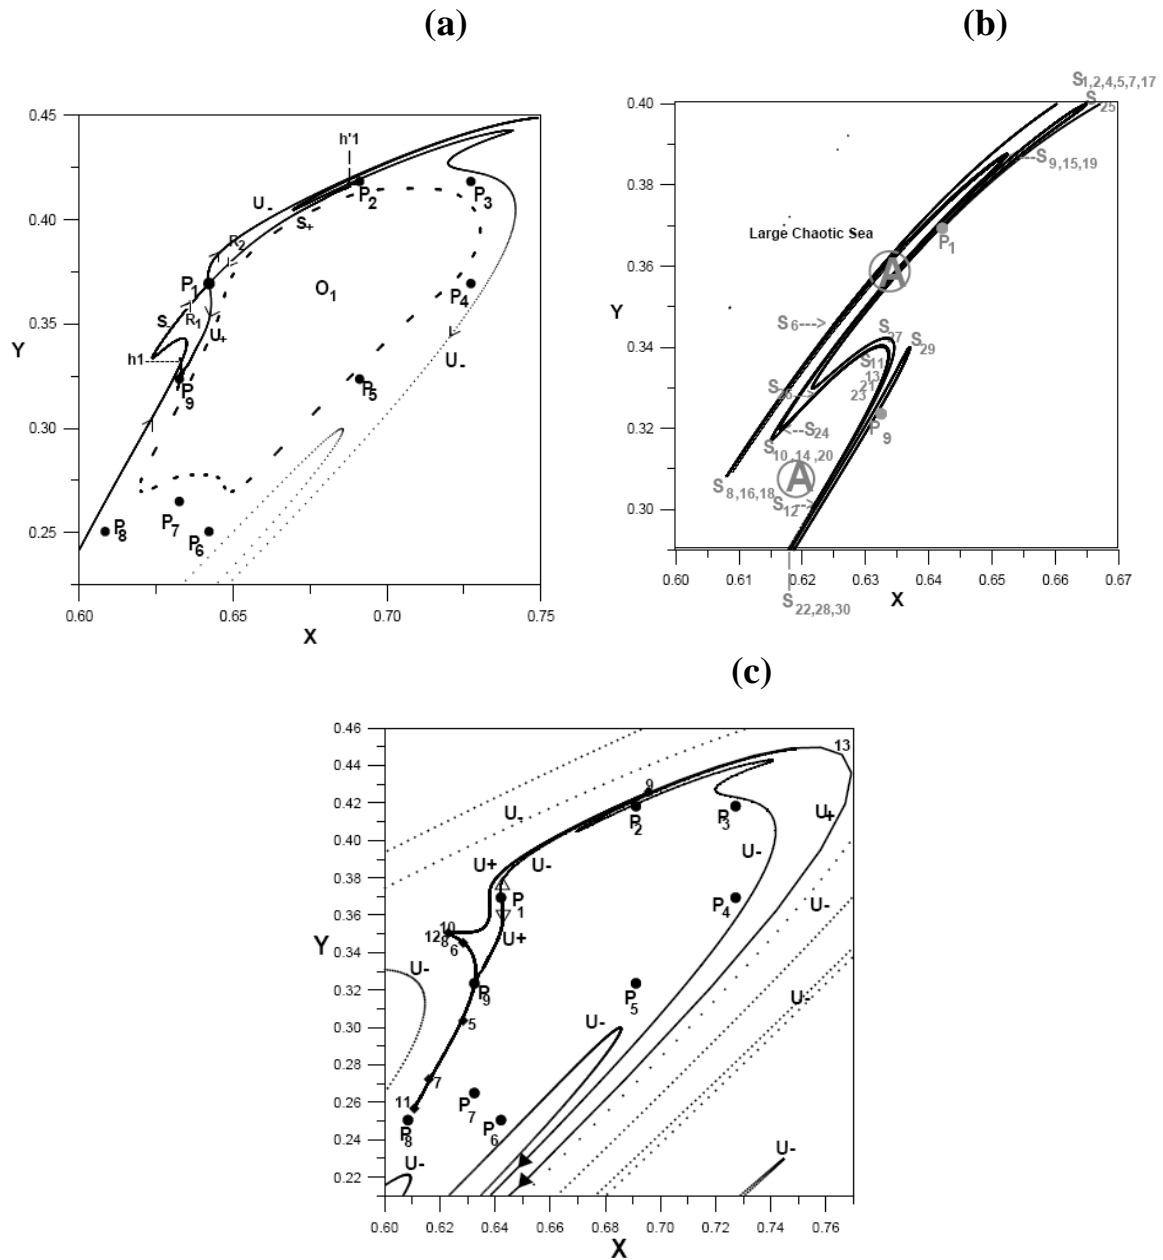 (a)
(b)
(c)
0.45
0.40
0.35
0.30
0.25
Y
0.60
0.65
0.70
0.75
X
h'1
P2
P3
U-
S+
R2
P1
O1
P4
S-
R1
U+
h1
U-
P9
P5
P7
P8
P6
S1,2,4,5,7,17
S25
0.40
0.38
0.36
0.34
0.32
0.30
Y
S9,15,19
Large Chaotic Sea
P1
A
S6--->
S27
S29
S11
13
21
23
S26-->
P9
<--S24
S10,14,20
A
S8,16,18
S12--->
0.60
0.61
0.62
0.63
0.64
0.65
0.66
0.67
X
S22,28,30
0.46
0.44
0.42
0.40
0.38
0.36
0.34
0.32
0.30
0.28
0.26
0.24
0.22
Y
13
9
U-
P2
P3
U+
U+
U-
U-
P1
P4
U-
10
12
8
6
U+
U-
P9
P5
U-
5
U-
7
11
P7
P8
P6
U-
U-
0.60
0.62
0.64
0.66
0.68
0.70
0.72
0.74
0.76
X